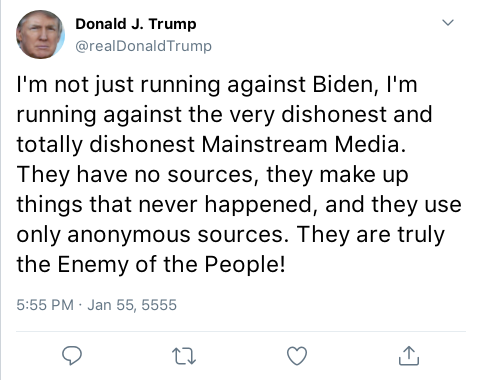 Donald J. Trump
@realDonaldTrump
I'm not just running against Biden, I'm
running against the very dishonest and
totally dishonest Mainstream Media.
They have no sources, they make up
things that never happened, and they use
only anonymous sources. They are truly
the Enemy of the People!
5:55 PM · Jan 55, 5555